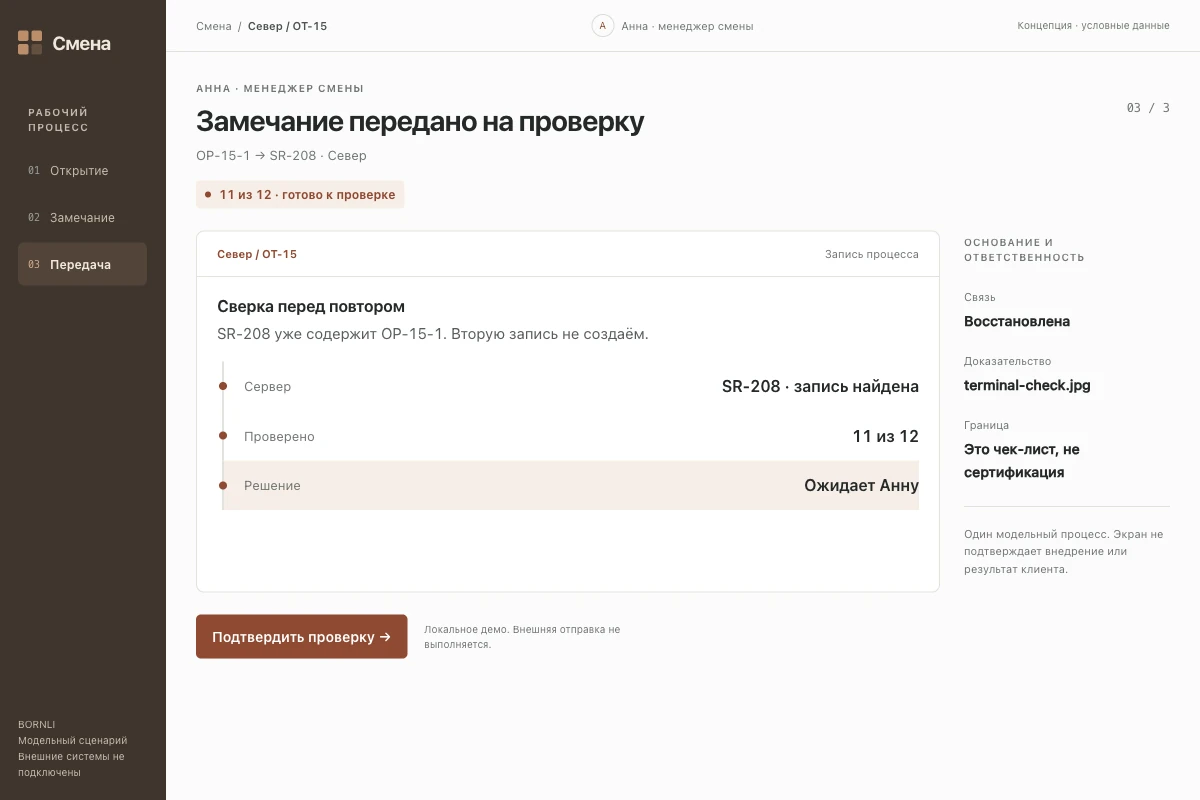 Смена
РАБОЧИЙ
ПРОЦЕСС
01 Открытие
02 Замечание
03 Передача
BORNLI
Модельный сценарий
Внешние системы не
подключены
Смена / Север / ОТ-15
А Анна · менеджер смены
Концепция · условные данные
АННА · МЕНЕДЖЕР СМЕНЫ
Замечание передано на проверку
03 / 3
OP-15-1 → SR-208 · Север
11 из 12 · готово к проверке
Север / ОТ-15
Запись процесса
Сверка перед повтором
SR-208 уже содержит OP-15-1. Вторую запись не создаём.
Сервер SR-208 · запись найдена
Проверено 11 из 12
Решение Ожидает Анну
ОСНОВАНИЕ И
ОТВЕТСТВЕННОСТЬ
Связь
Восстановлена
Доказательство
terminal-check.jpg
Граница
Это чек-лист, не
сертификация
Один модельный процесс. Экран не
подтверждает внедрение или
результат клиента.
Подтвердить проверку →
Локальное демо. Внешняя отправка не
выполняется.